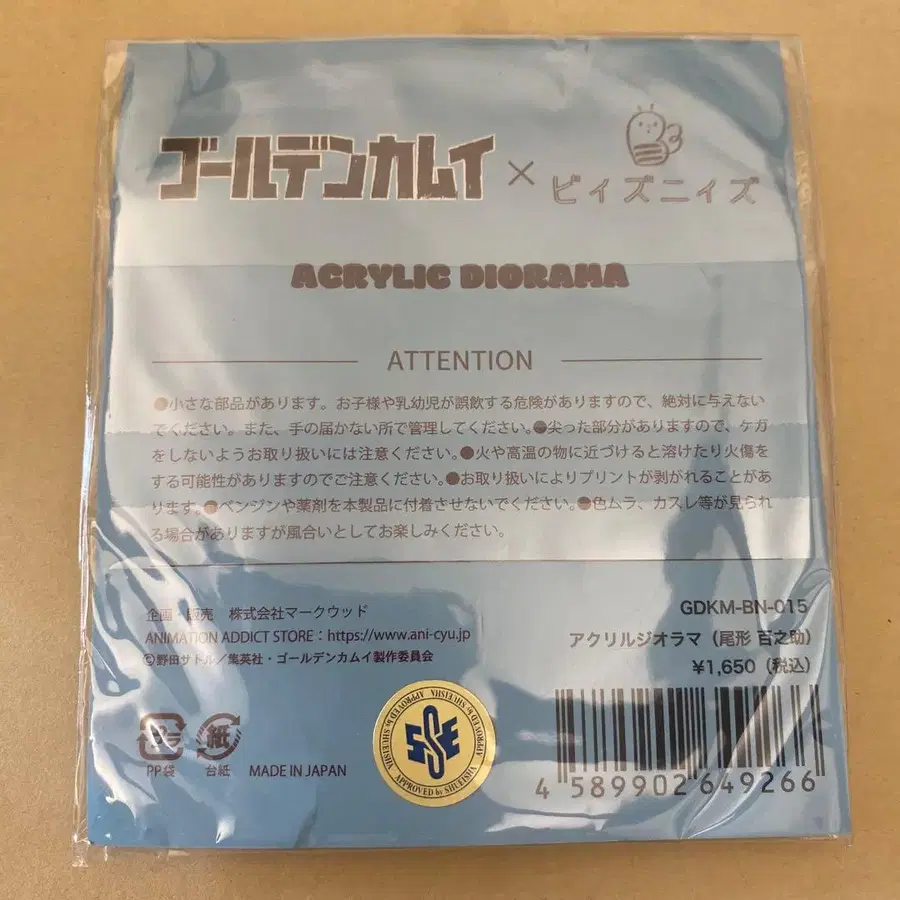 ゴールデンカムイ × ビィズニィズ
ACRYLIC DIORAMA
ATTENTION
●小さな部品があります。お子様や乳幼児が誤飲する危険がありますので、絶対に与えない
でください。また、手の届かない所で管理してください。●尖った部分がありますので、ケガ
をしないようお取り扱いには注意ください。●火や高温の物に近づけると溶けたり火傷を
する可能性がありますのでご注意ください。●お取り扱いによりプリントが剥がれることがあ
ります。●ベンジンや薬剤を本製品に付着させないでください。●色ムラ、カスレ等が見られ
る場合がありますが風合いとしてお楽しみください。
企画・販売 株式会社マークウッド
ANIMATION ADDICT STORE：https://www.ani-cyu.jp
©野田サトル／集英社・ゴールデンカムイ製作委員会
GDKM-BN-015
アクリルジオラマ（尾形 百之助）
¥1,650（税込）
プラ
PP袋
紙
台紙
MADE IN JAPAN
APPROVED by SHUEISHA
APPROVED by SHUEISHA
APPROVED by SHUEISHA
SE
4 589902 649266